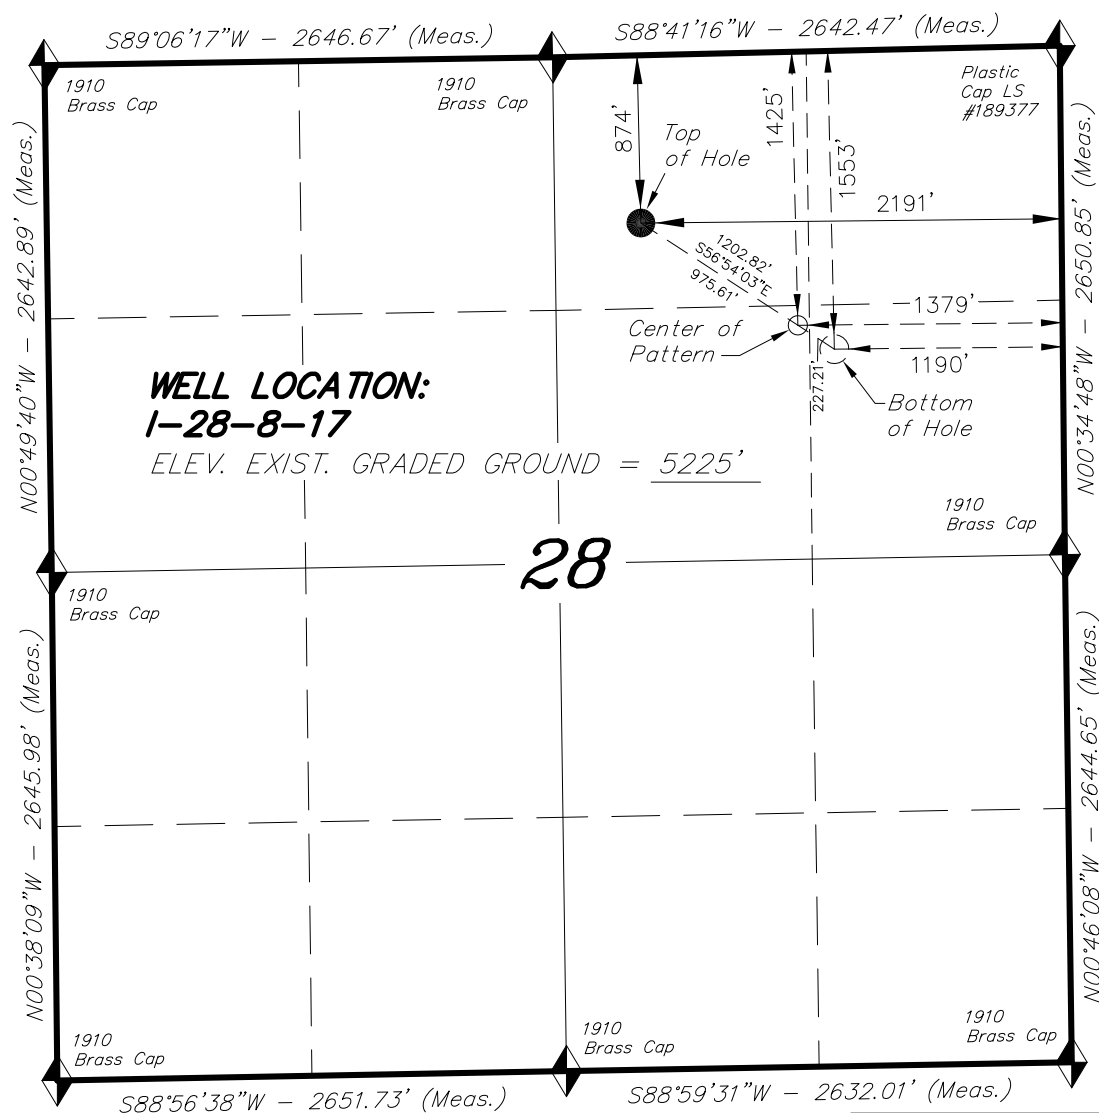 S89°06'17"W - 2646.67' (Meas.)
S88°41'16"W - 2642.47' (Meas.)
1910
Brass Cap
1910
Brass Cap
Plastic
Cap LS
#189377
874'
1425'
1553'
Top
of Hole
2191'
N00°49'40"W - 2642.89' (Meas.)
N00°34'48"W - 2650.85' (Meas.)
1202.82'
S56°54'03"E
975.61'
1379'
Center of
Pattern
1190'
227.21'
Bottom
of Hole
WELL LOCATION:
I-28-8-17
ELEV. EXIST. GRADED GROUND = 5225'
1910
Brass Cap
28
1910
Brass Cap
N00°38'09"W - 2645.98' (Meas.)
N00°46'08"W - 2644.65' (Meas.)
1910
Brass Cap
1910
Brass Cap
1910
Brass Cap
S88°56'38"W - 2651.73' (Meas.)
S88°59'31"W - 2632.01' (Meas.)